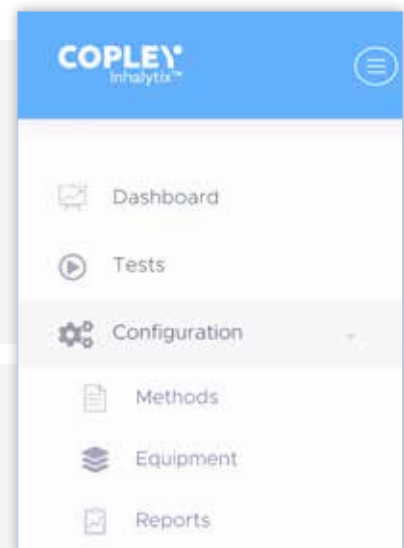 COPLEY
Inhalytix™
Dashboard
Tests
Configuration
Methods
Equipment
Reports